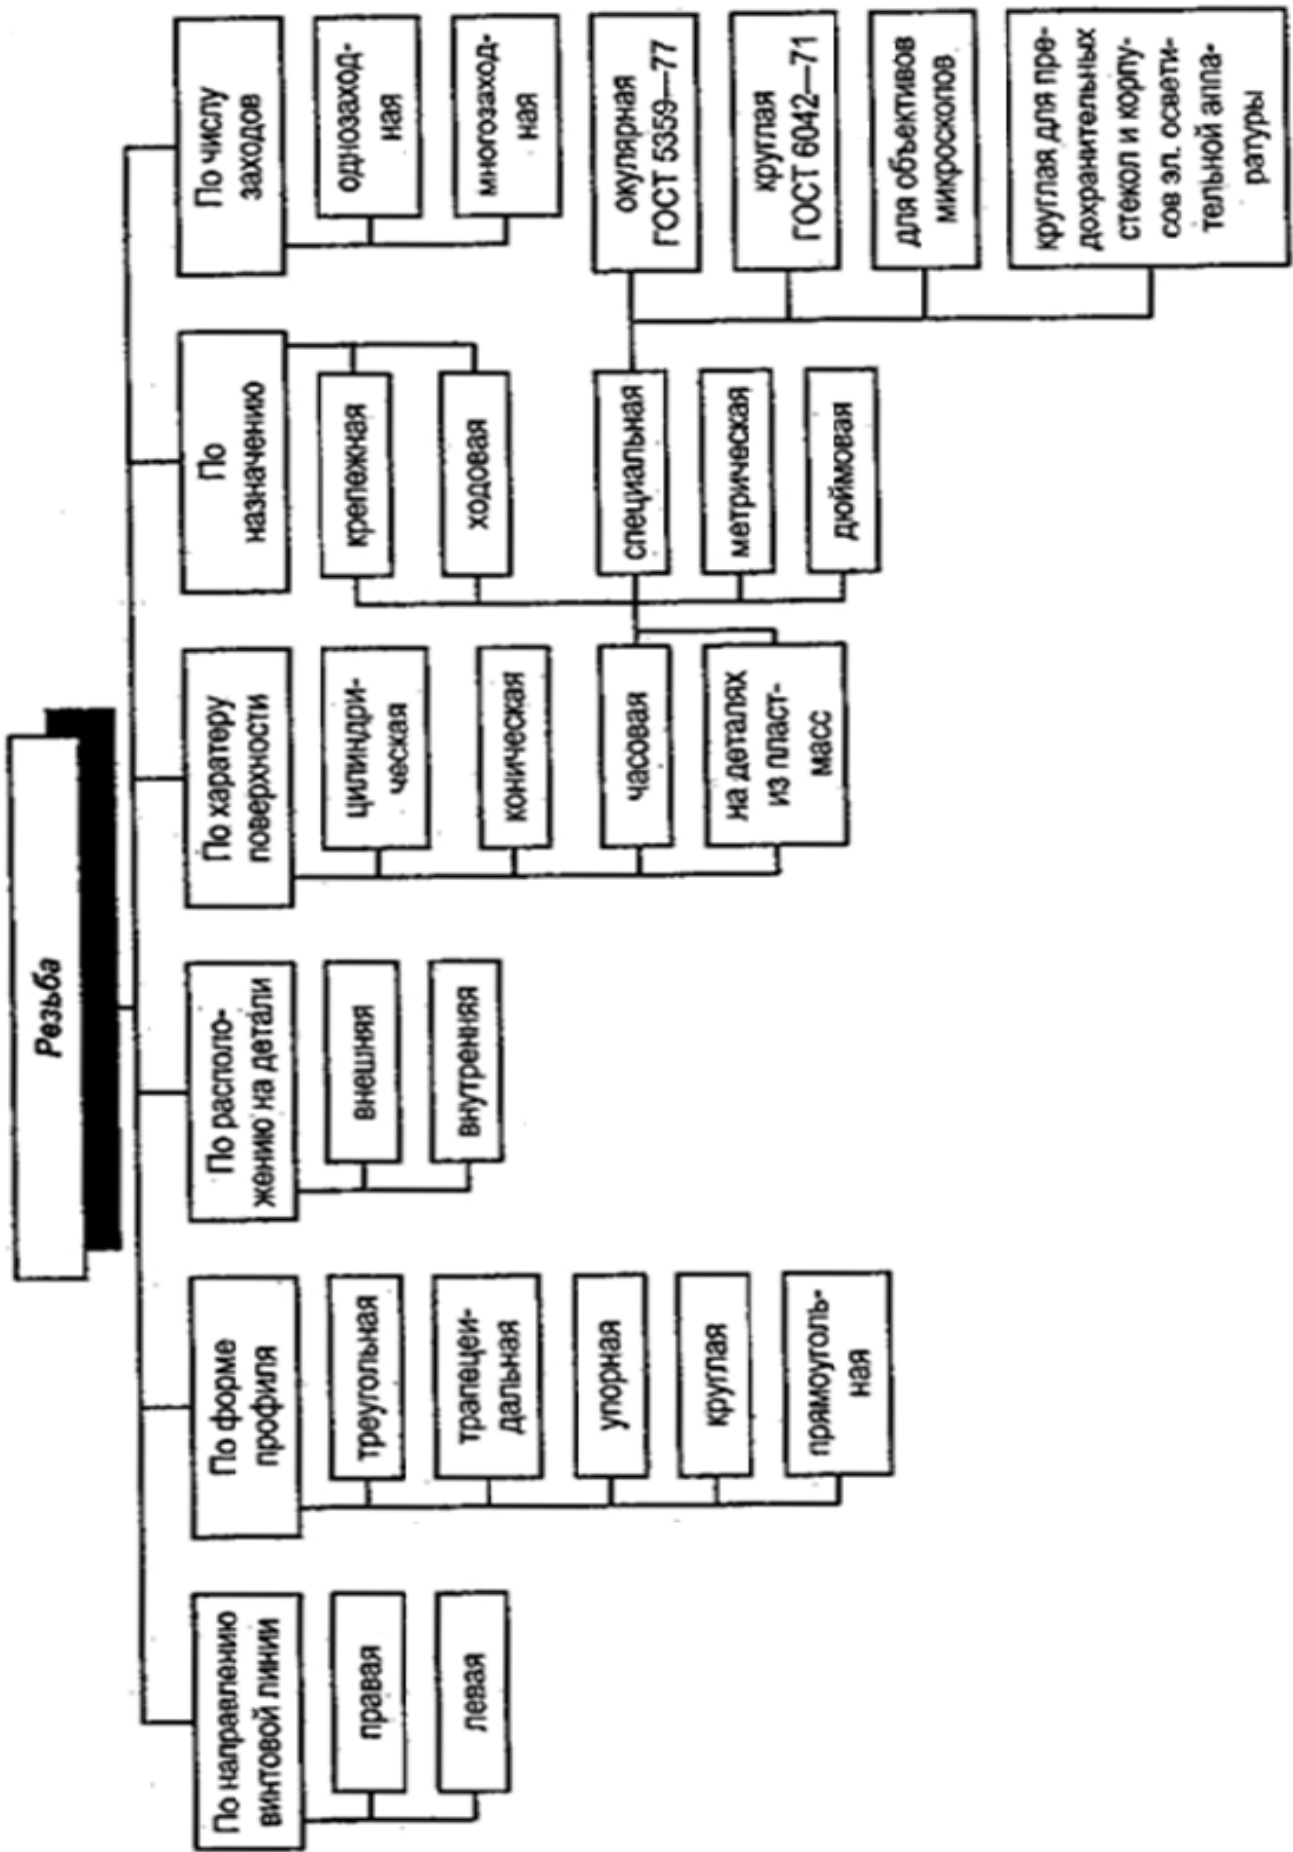 Резьба
По направлению
винтовой линии
правая
левая
По форме
профиля
треугольная
трапецеи-
дальная
упорная
круглая
прямоуголь-
ная
По располо-
жению на детали
внешняя
внутренняя
По харатеру
поверхности
цилиндри-
ческая
коническая
часовая
на деталях
из пласт-
масс
По
назначению
крепежная
ходовая
специальная
метрическая
дюймовая
По числу
заходов
однозаход-
ная
многозаход-
ная
окулярная
ГОСТ 5359—77
круглая
ГОСТ 6042—71
для объективов
микроскопов
круглая для пре-
дохранительных
стекол и корпу-
сов эл. освети-
тельной аппа-
ратуры